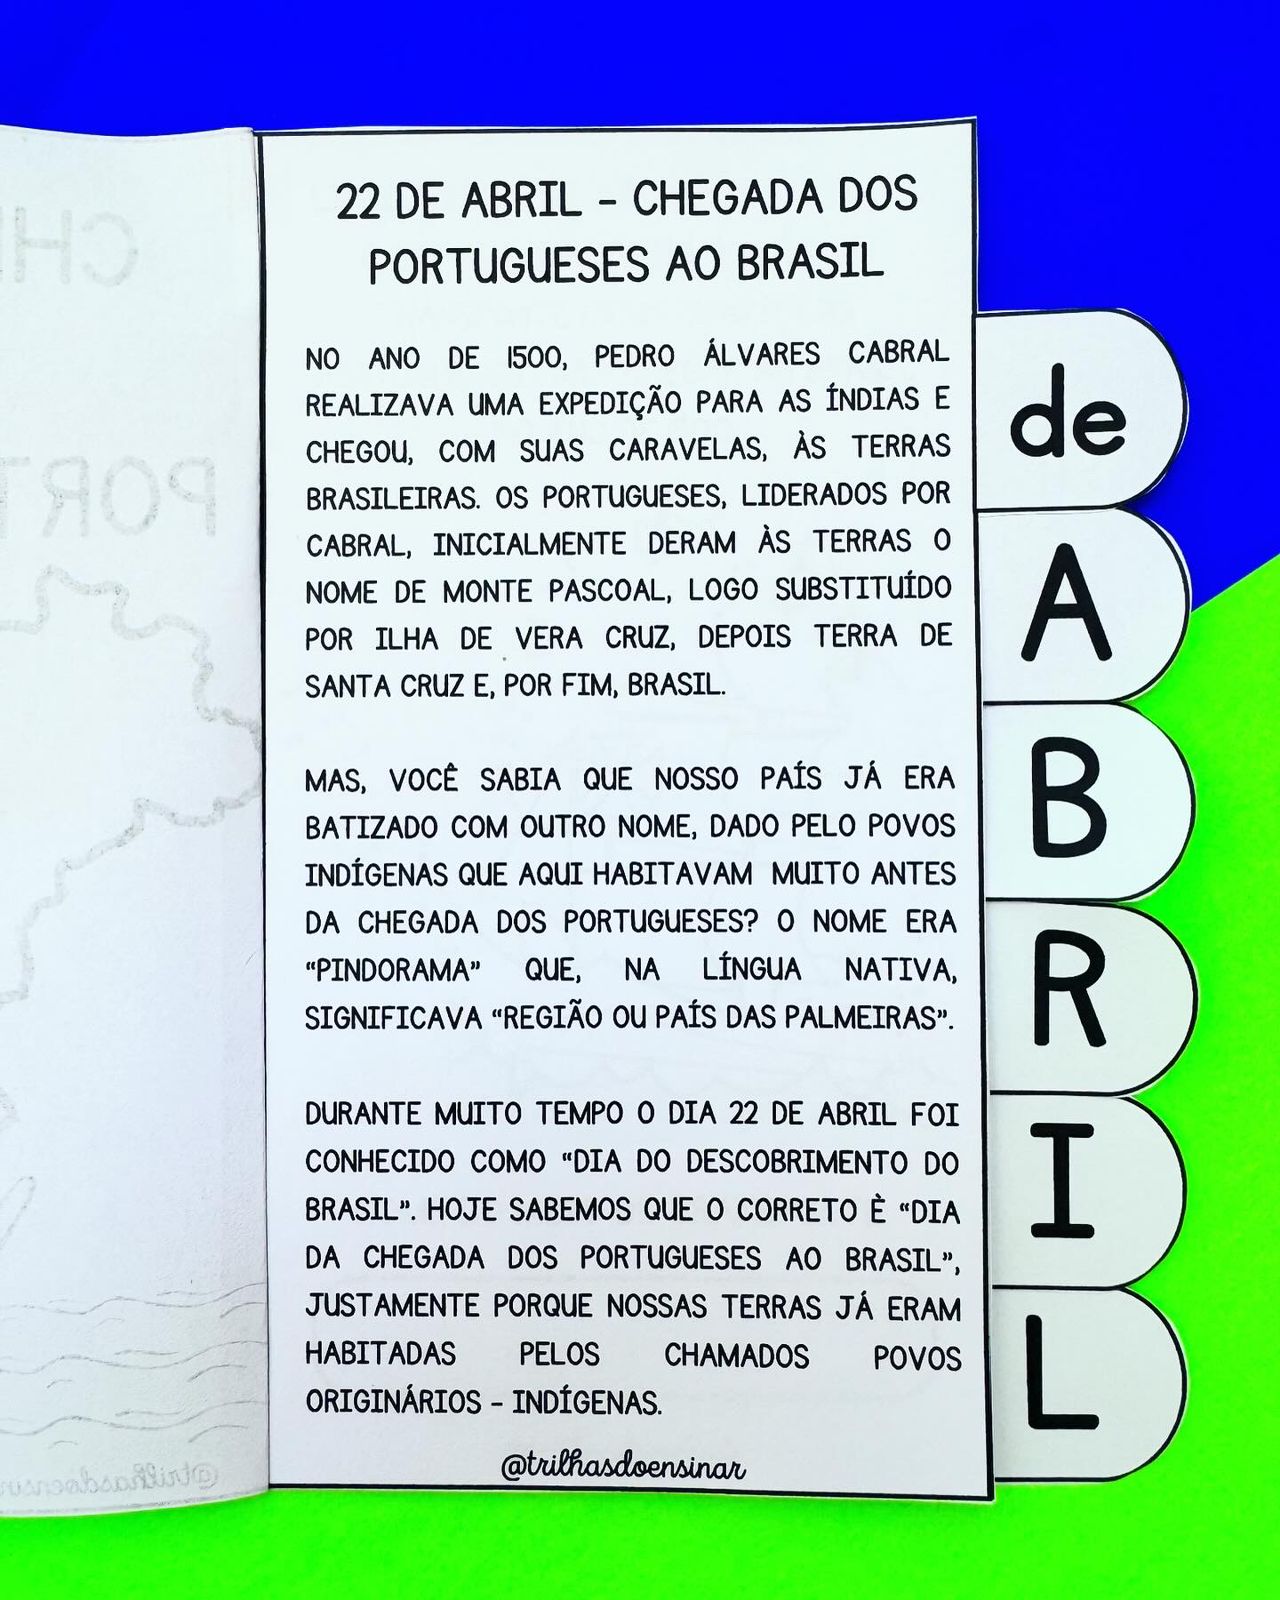 22 DE ABRIL - CHEGADA DOS
PORTUGUESES AO BRASIL
NO ANO DE 1500, PEDRO ÁLVARES CABRAL
REALIZAVA UMA EXPEDIÇÃO PARA AS ÍNDIAS E
CHEGOU, COM SUAS CARAVELAS, ÀS TERRAS
BRASILEIRAS. OS PORTUGUESES, LIDERADOS POR
CABRAL, INICIALMENTE DERAM ÀS TERRAS O
NOME DE MONTE PASCOAL, LOGO SUBSTITUÍDO
POR ILHA DE VERA CRUZ, DEPOIS TERRA DE
SANTA CRUZ E, POR FIM, BRASIL.
MAS, VOCÊ SABIA QUE NOSSO PAÍS JÁ ERA
BATIZADO COM OUTRO NOME, DADO PELO POVOS
INDÍGENAS QUE AQUI HABITAVAM MUITO ANTES
DA CHEGADA DOS PORTUGUESES? O NOME ERA
“PINDORAMA” QUE, NA LÍNGUA NATIVA,
SIGNIFICAVA “REGIÃO OU PAÍS DAS PALMEIRAS”.
DURANTE MUITO TEMPO O DIA 22 DE ABRIL FOI
CONHECIDO COMO “DIA DO DESCOBRIMENTO DO
BRASIL”. HOJE SABEMOS QUE O CORRETO È “DIA
DA CHEGADA DOS PORTUGUESES AO BRASIL”,
JUSTAMENTE PORQUE NOSSAS TERRAS JÁ ERAM
HABITADAS PELOS CHAMADOS POVOS
ORIGINÁRIOS - INDÍGENAS.
@trilhasdoensinar
de
A
B
R
I
L